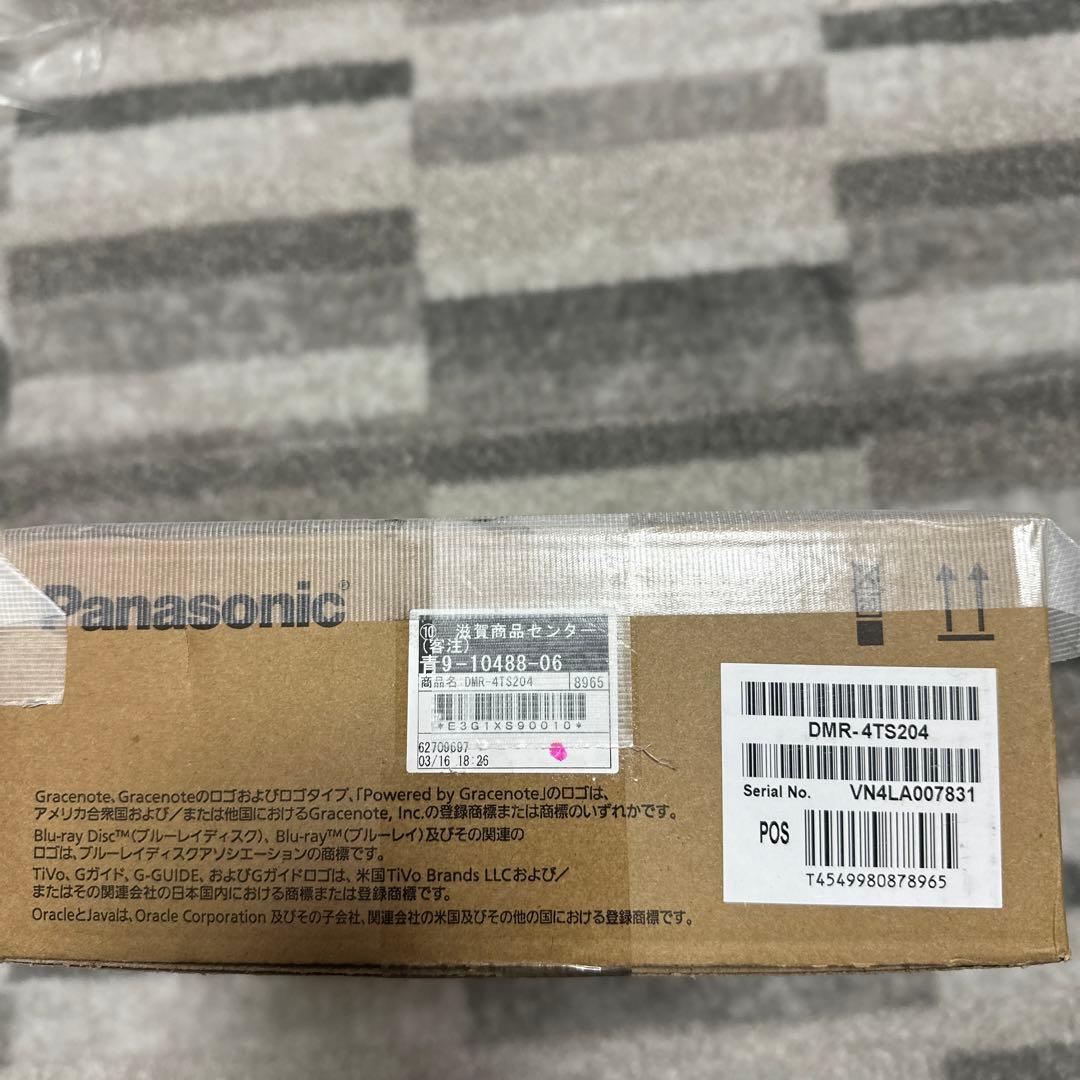 Panasonic®
⑩ 滋賀商品センター
(客注)
青9-10488-06
商品名 DMR-4TS204 8965
*E3G1XS90010*
62709697
03/16 18:26
DMR-4TS204
Serial No. VN4LA007831
POS
T4549980878965
Gracenote、Gracenoteのロゴおよびロゴタイプ、「Powered by Gracenote」のロゴは、
アメリカ合衆国および/または他国におけるGracenote, Inc.の登録商標または商標のいずれかです。
Blu-ray Disc™(ブルーレイディスク)、Blu-ray™(ブルーレイ)及びその関連の
ロゴは、ブルーレイディスクアソシエーションの商標です。
TiVo、Gガイド、G-GUIDE、およびGガイドロゴは、米国TiVo Brands LLCおよび/
またはその関連会社の日本国内における商標または登録商標です。
OracleとJavaは、Oracle Corporation 及びその子会社、関連会社の米国及びその他の国における登録商標です。